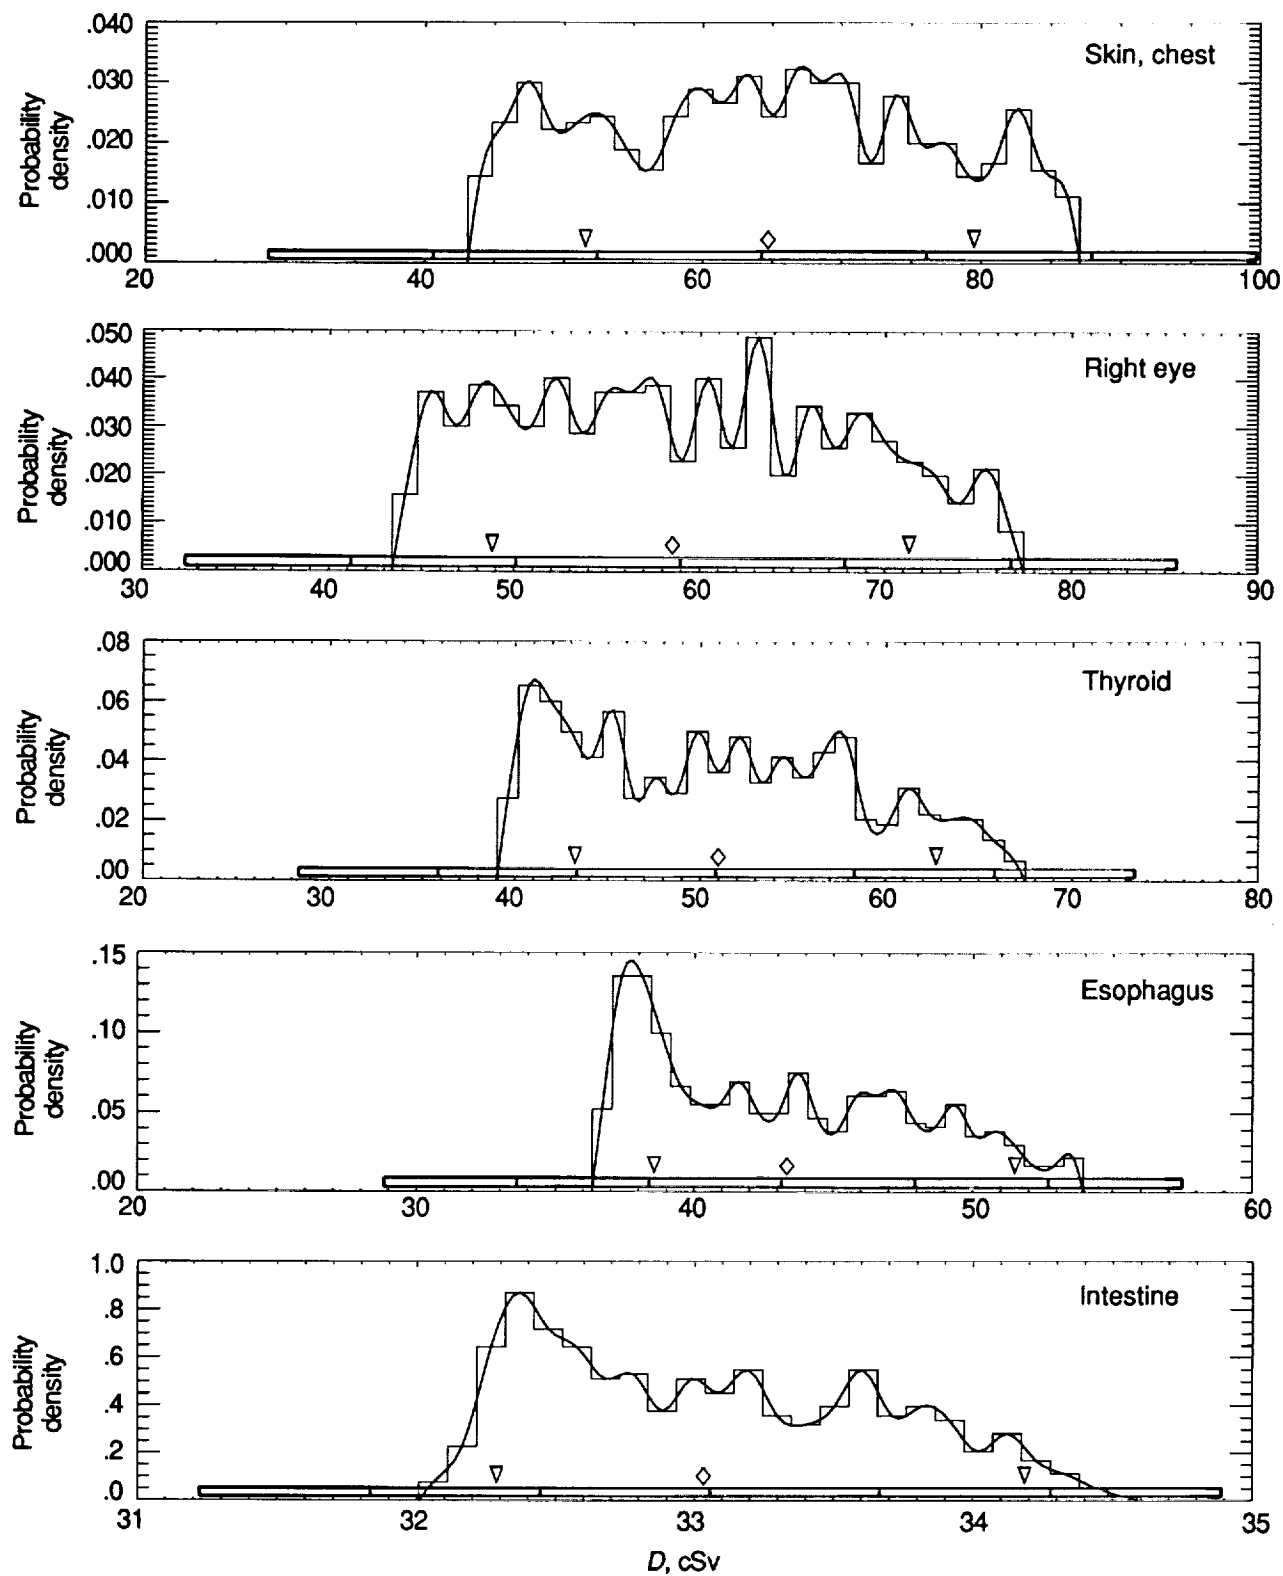 .040
.030
.020
.010
.000
Probability
density
Skin, chest
20 40 60 80 100
.050
.040
.030
.020
.010
.000
Probability
density
Right eye
30 40 50 60 70 80 90
.08
.06
.04
.02
.00
Probability
density
Thyroid
20 30 40 50 60 70 80
.15
.10
.05
.00
Probability
density
Esophagus
20 30 40 50 60
1.0
.8
.6
.4
.2
.0
Probability
density
Intestine
31 32 33 34 35
D, cSv